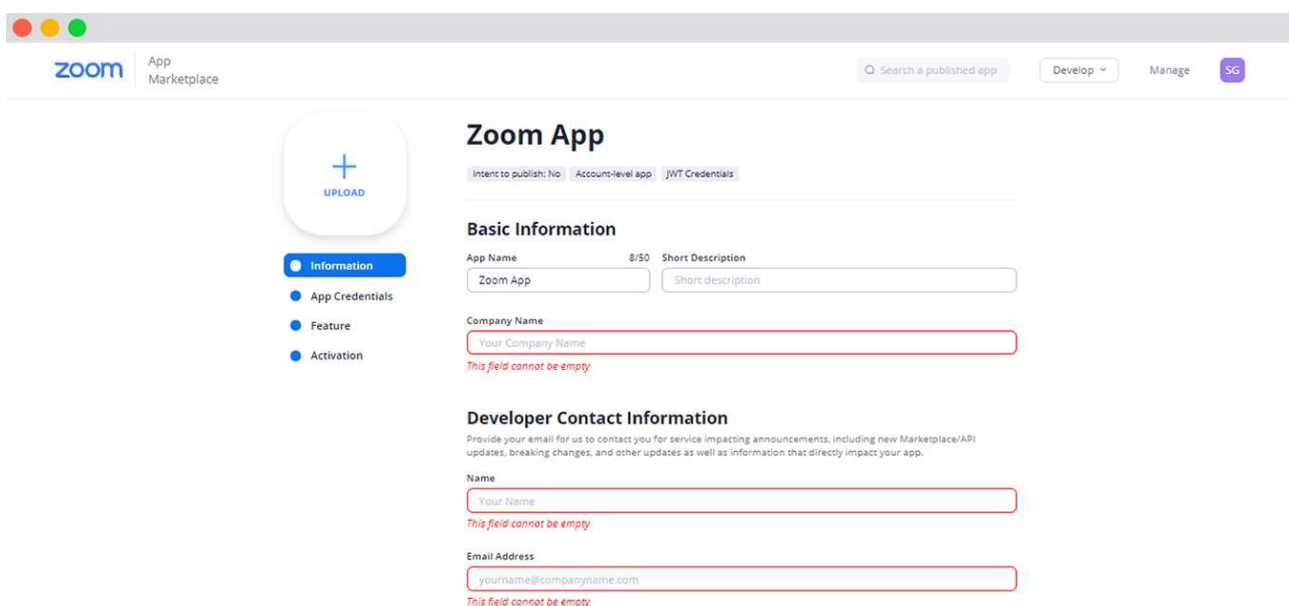 zoom
App
Marketplace
Search a published app
Develop
Manage
SG
UPLOAD
Information
App Credentials
Feature
Activation
Zoom App
Intent to publish: No Account-level app JWT Credentials
Basic Information
App Name 8/50 Short Description
Zoom App Short description
Company Name
Your Company Name
This field cannot be empty
Developer Contact Information
Provide your email for us to contact you for service impacting announcements, including new Marketplace/API
updates, breaking changes, and other updates as well as information that directly impact your app.
Name
Your Name
This field cannot be empty
Email Address
yourname@companyname.com
This field cannot be empty